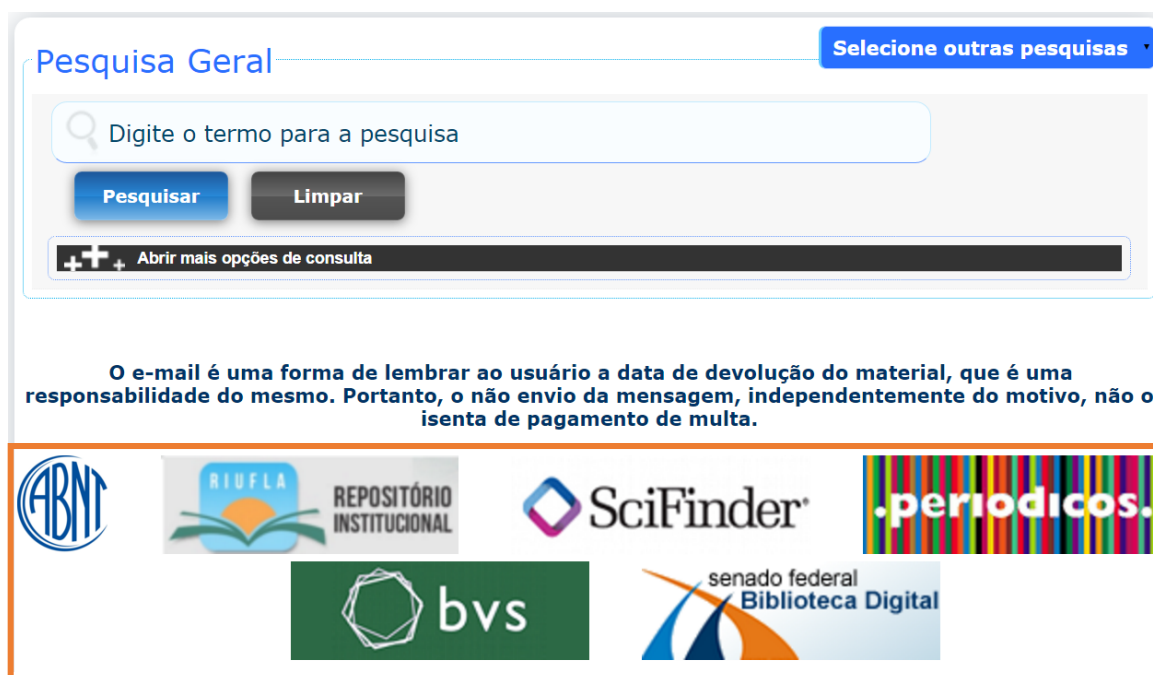 Pesquisa Geral
Selecione outras pesquisas
Digite o termo para a pesquisa
Pesquisar
Limpar
Abrir mais opções de consulta
O e-mail é uma forma de lembrar ao usuário a data de devolução do material, que é uma
responsabilidade do mesmo. Portanto, o não envio da mensagem, independentemente do motivo, não o
isenta de pagamento de multa.
ABNT
RIUFLA
REPOSITÓRIO
INSTITUCIONAL
SciFinder
.periodicos.
bvs
senado federal
Biblioteca Digital